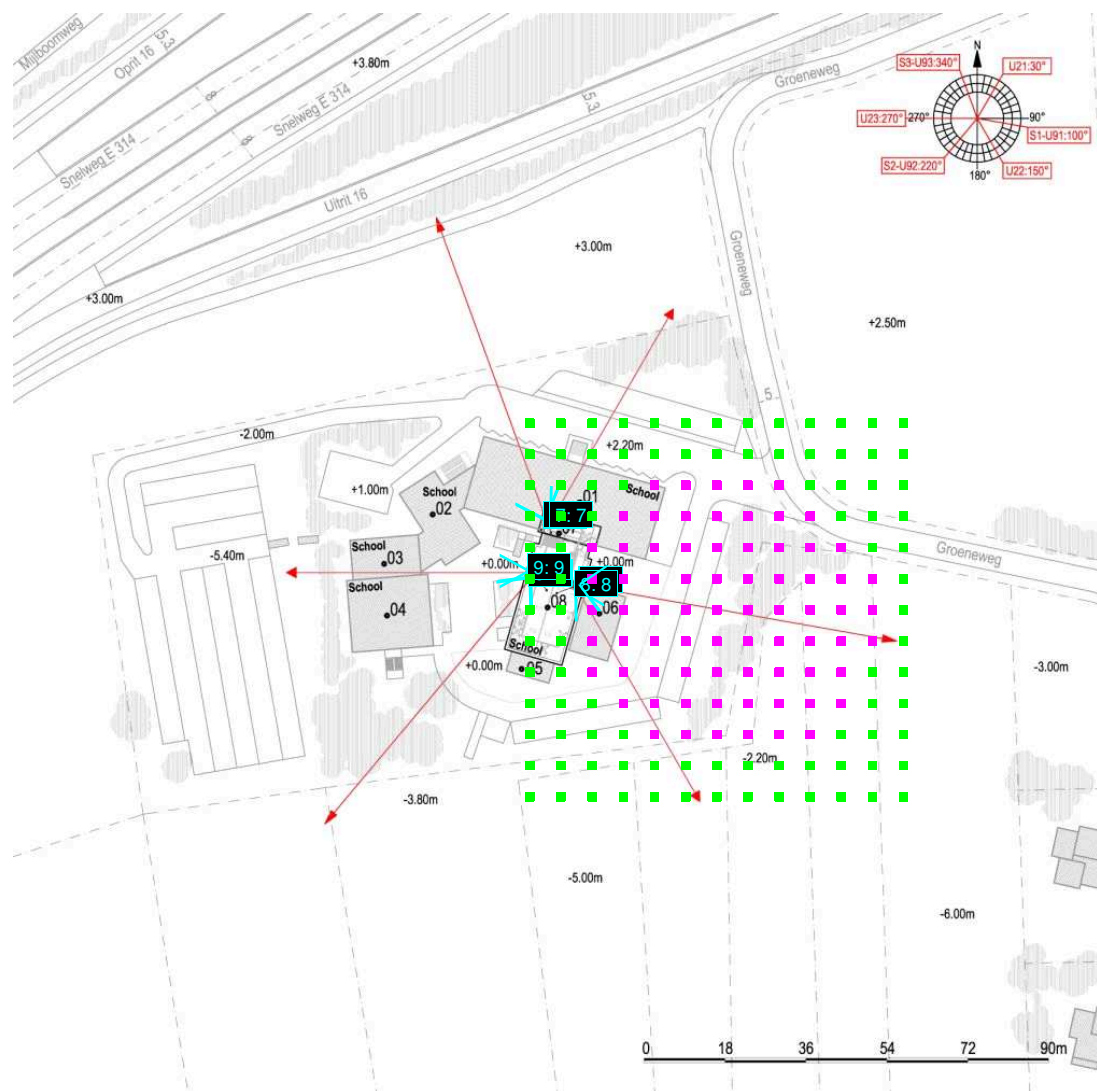 Mijlboomweg
Oprit 16
5.3
+3.80m
Snelweg E 314
8
8
Snelweg E 314
5.3
Uitrit 16
Groeneweg
N
S3-U93:340°
U21:30°
U23:270°
270°
90°
S1-U91:100°
S2-U92:220°
U22:150°
180°
+3.00m
Groeneweg
+3.00m
+2.50m
5
-2.00m
+2.20m
+1.00m
School
02
01
School
-5.40m
School
03
+0.00m
+0.00m
Groeneweg
9: 9
: 8
: 7
School
04
08
06
School
+0.00m
05
-3.00m
-2.20m
-3.80m
-5.00m
-6.00m
0 18 36 54 72 90m